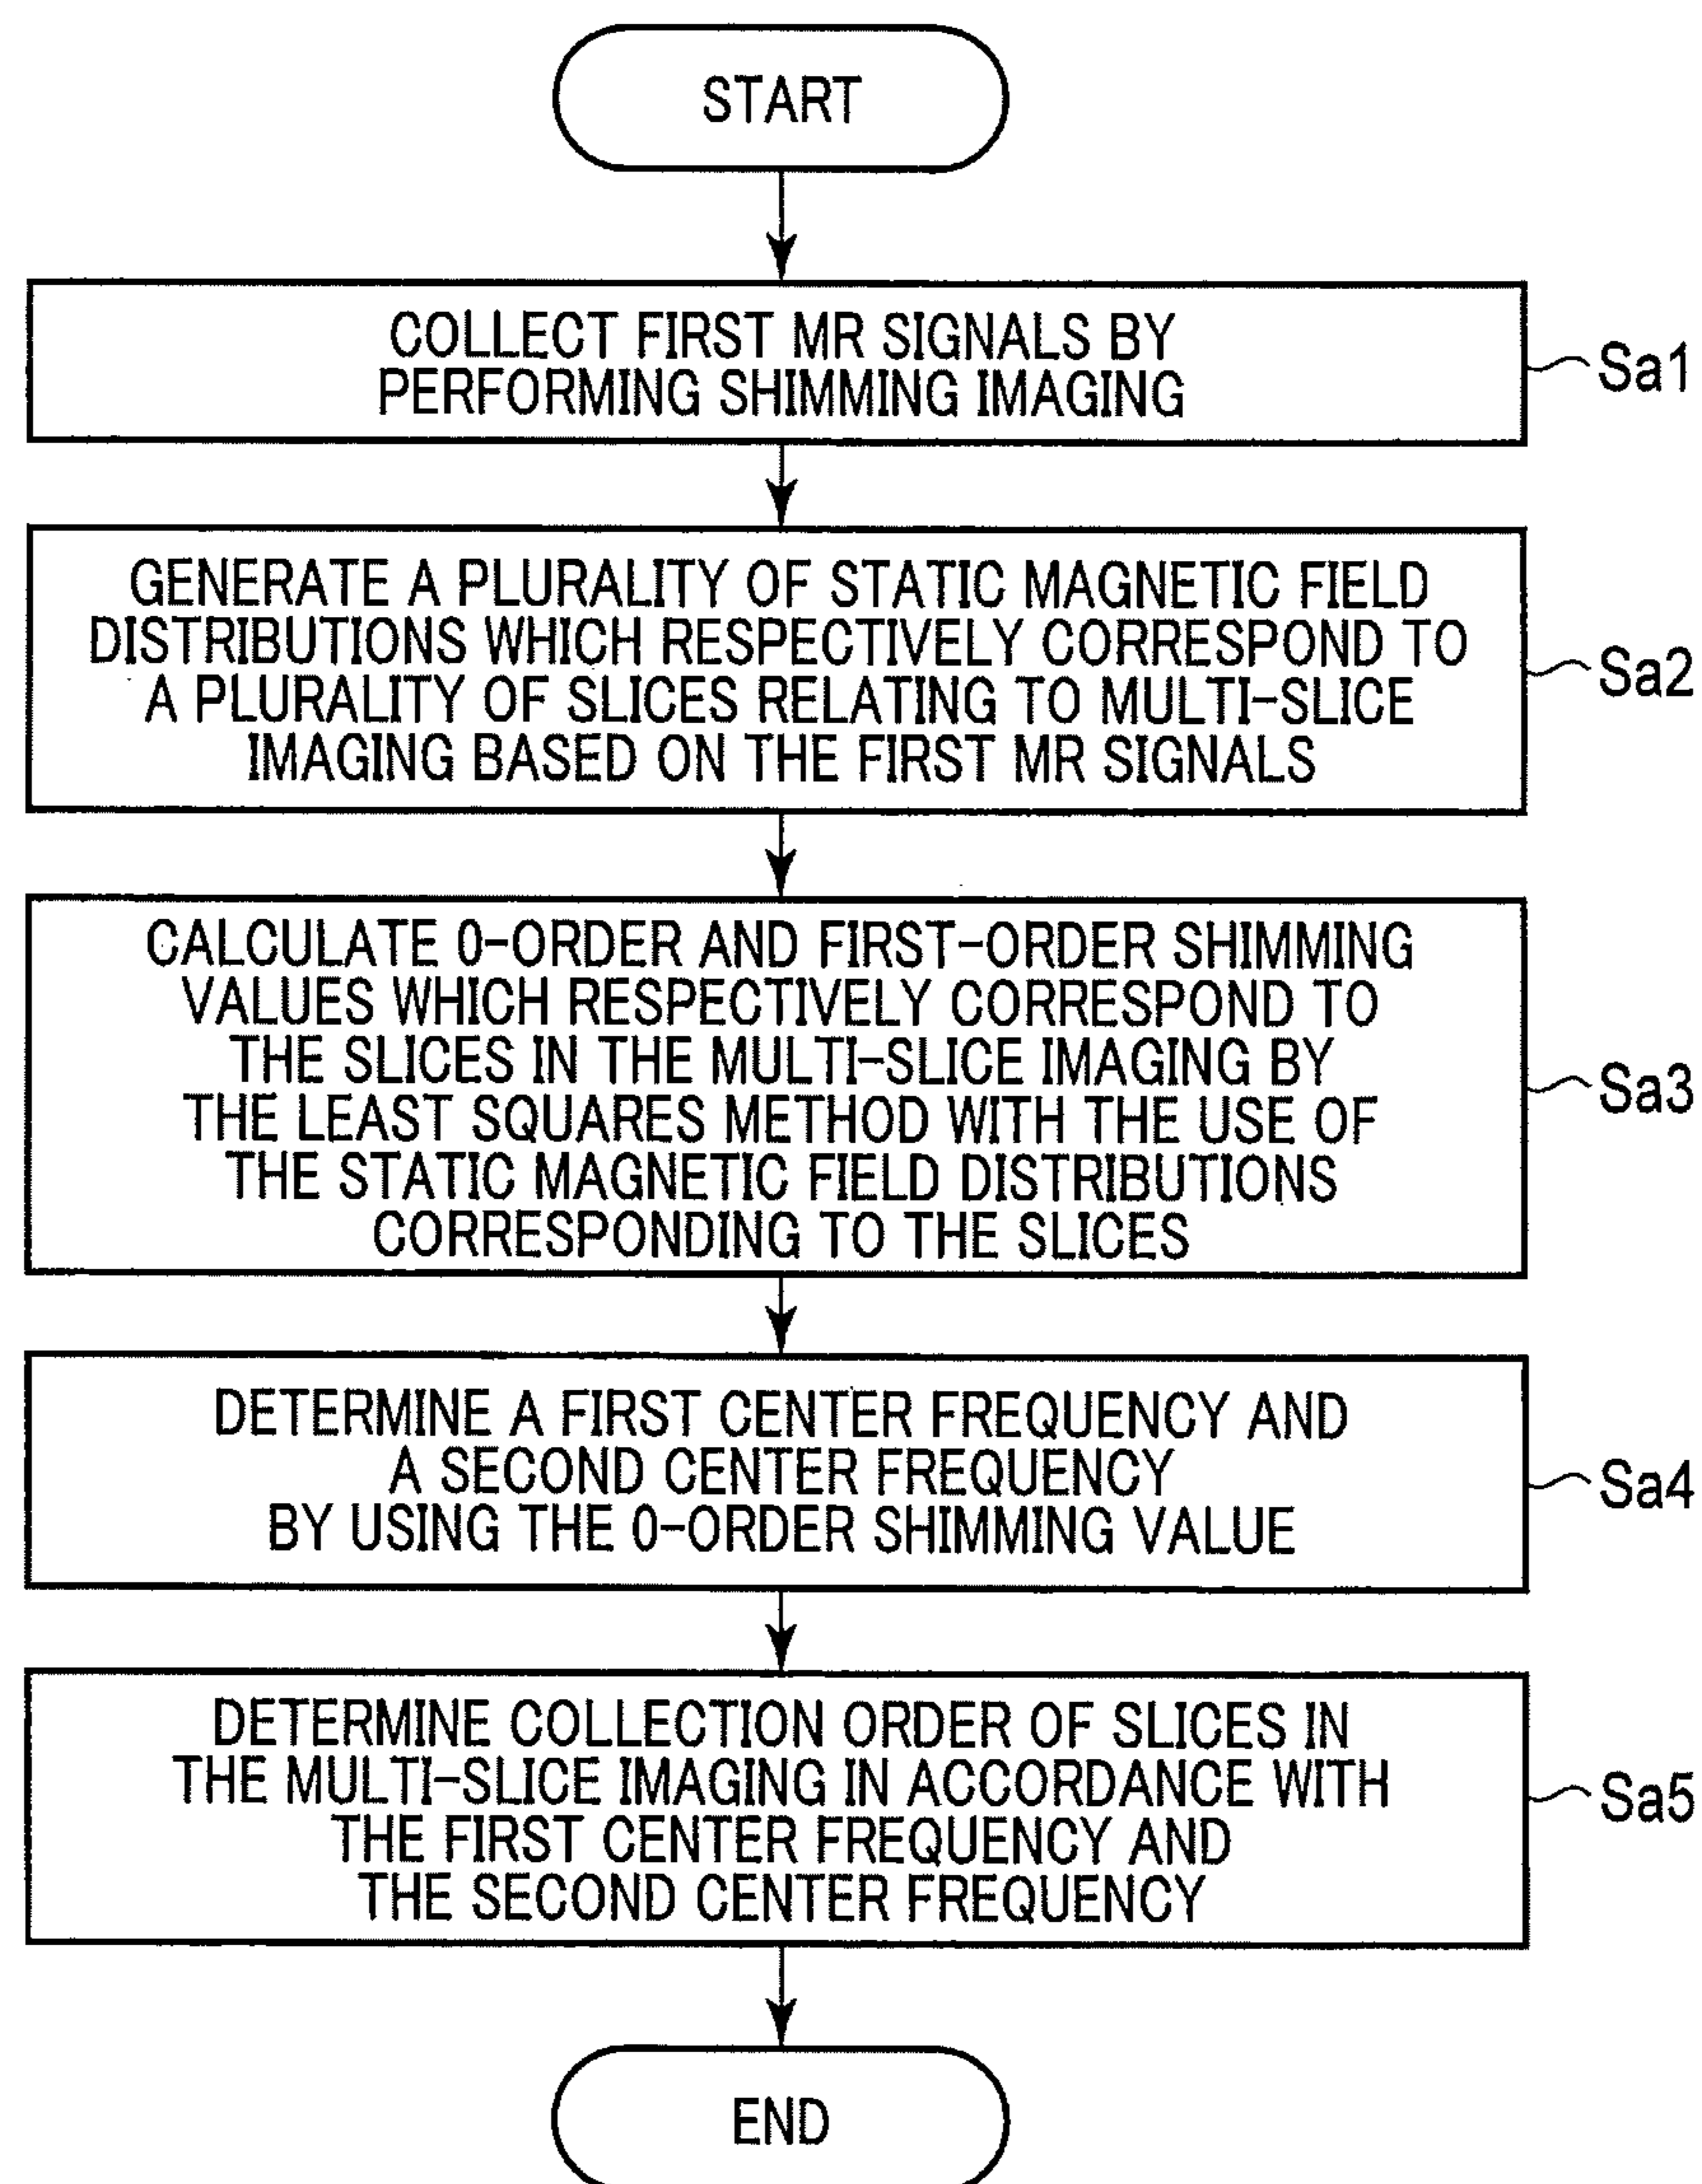 START
COLLECT FIRST MR SIGNALS BY
PERFORMING SHIMMING IMAGING
Sa1
GENERATE A PLURALITY OF STATIC MAGNETIC FIELD
DISTRIBUTIONS WHICH RESPECTIVELY CORRESPOND TO
A PLURALITY OF SLICES RELATING TO MULTI-SLICE
IMAGING BASED ON THE FIRST MR SIGNALS
Sa2
CALCULATE 0-ORDER AND FIRST-ORDER SHIMMING
VALUES WHICH RESPECTIVELY CORRESPOND TO
THE SLICES IN THE MULTI-SLICE IMAGING BY
THE LEAST SQUARES METHOD WITH THE USE OF
THE STATIC MAGNETIC FIELD DISTRIBUTIONS
CORRESPONDING TO THE SLICES
Sa3
DETERMINE A FIRST CENTER FREQUENCY AND
A SECOND CENTER FREQUENCY
BY USING THE 0-ORDER SHIMMING VALUE
Sa4
DETERMINE COLLECTION ORDER OF SLICES IN
THE MULTI-SLICE IMAGING IN ACCORDANCE WITH
THE FIRST CENTER FREQUENCY AND
THE SECOND CENTER FREQUENCY
Sa5
END